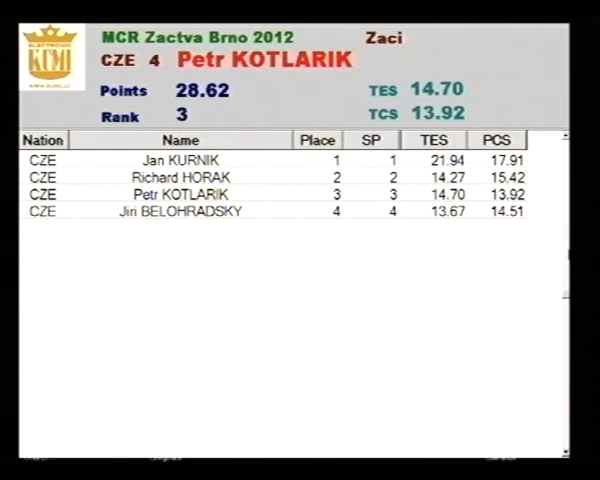 MCR Zactva Brno 2012 Zaci
KUMI
CZE 4 Petr KOTLARIK
Points 28.62 TES 14.70
Rank 3 TCS 13.92
Nation Name Place SP TES PCS
CZE Jan KURNIK 1 1 21.94 17.91
CZE Richard HORAK 2 2 14.27 15.42
CZE Petr KOTLARIK 3 3 14.70 13.92
CZE Jiri BELOHRADSKY 4 4 13.67 14.51